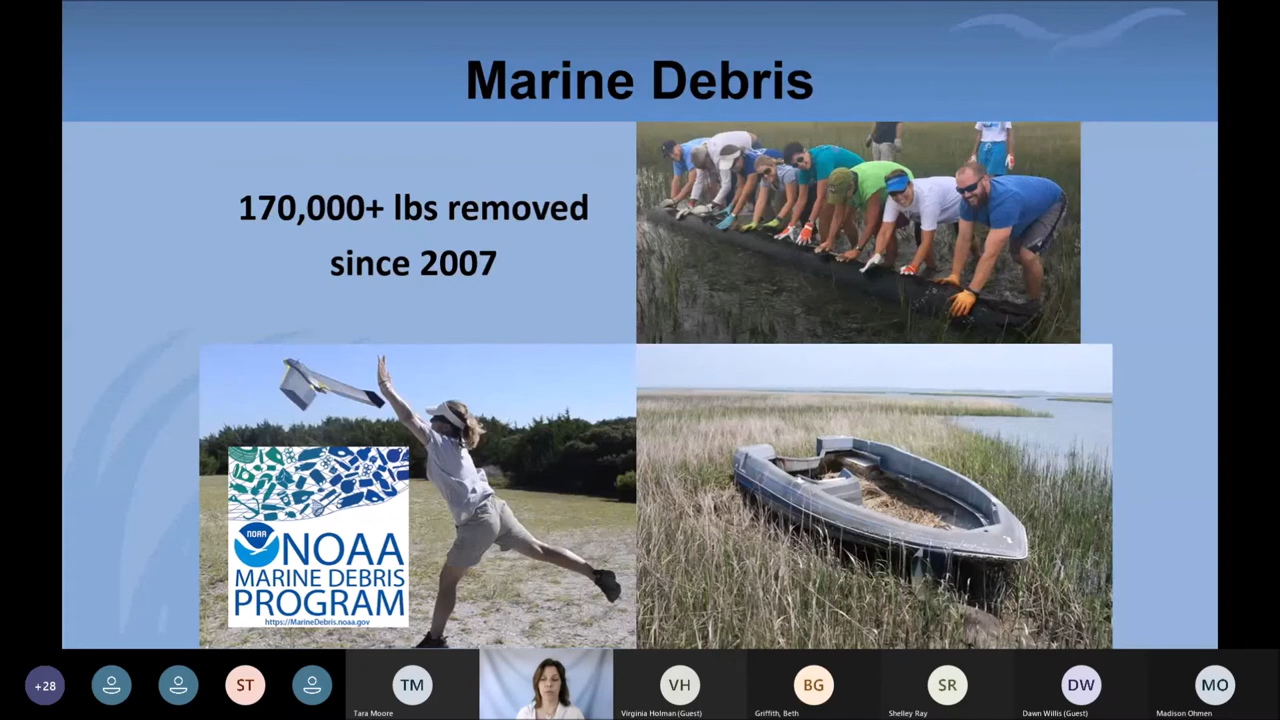 Marine Debris
170,000+ lbs removed
since 2007
NOAA
NOAA
MARINE DEBRIS
PROGRAM
https://MarineDebris.noaa.gov
+28
ST
TM
VH
BG
SR
DW
MO
Tara Moore
Virginia Holman (Guest)
Griffith, Beth
Shelley Ray
Dawn Willis (Guest)
Madison Ohmen